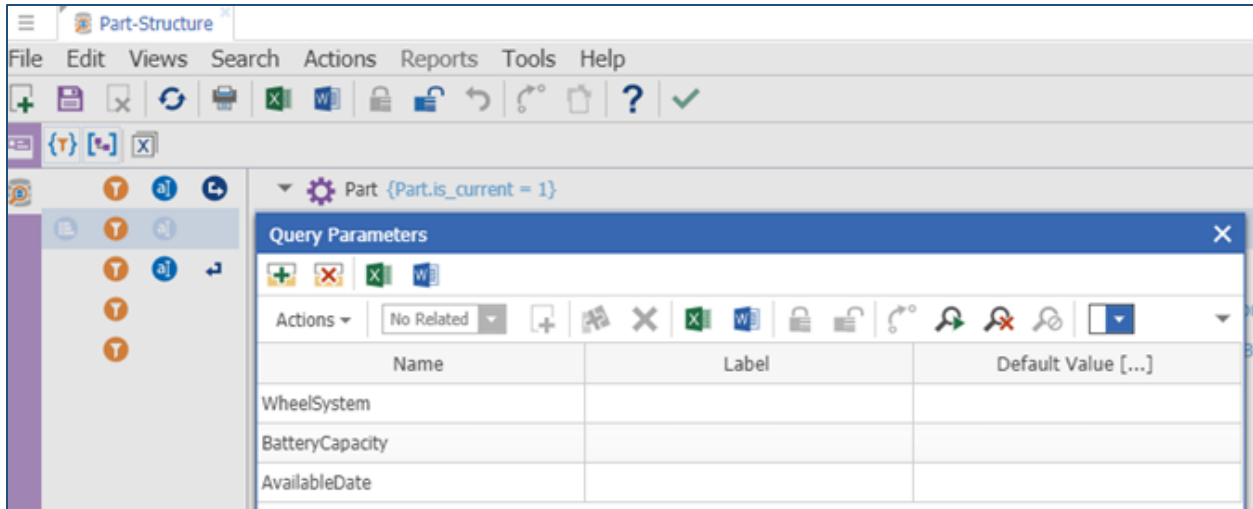 Part-Structure
File Edit Views Search Actions Reports Tools Help
Part {Part.is_current = 1}
Query Parameters
Actions No Related
Name Label Default Value [...]
WheelSystem
BatteryCapacity
AvailableDate